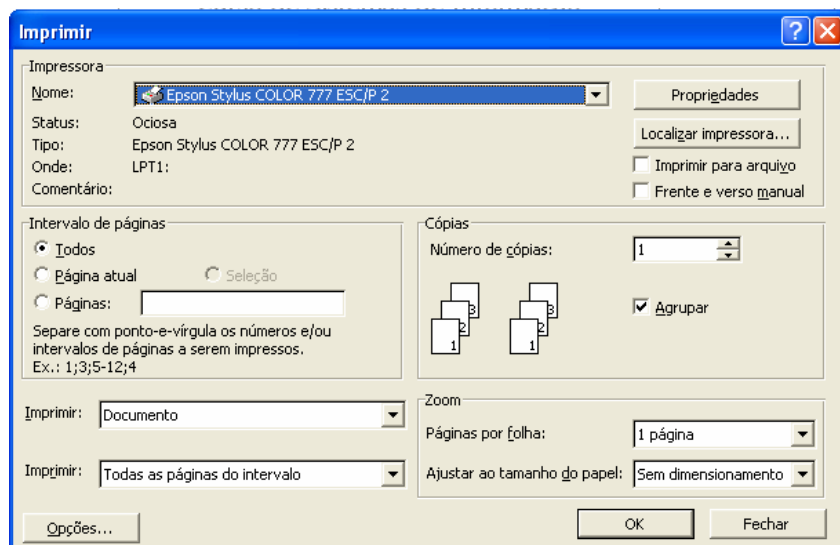 Imprimir
Impressora
Nome: Epson Stylus COLOR 777 ESC/P 2
Propriedades
Status: Ociosa
Localizar impressora...
Tipo: Epson Stylus COLOR 777 ESC/P 2
Onde: LPT1:
Imprimir para arquivo
Comentário:
Frente e verso manual
Intervalo de páginas
Todos
Página atual Seleção
Páginas:
Separe com ponto-e-vírgula os números e/ou
intervalos de páginas a serem impressos.
Ex.: 1;3;5-12;4
Cópias
Número de cópias: 1
3 3
2 2
1 1
Agrupar
Imprimir: Documento
Imprimir: Todas as páginas do intervalo
Zoom
Páginas por folha: 1 página
Ajustar ao tamanho do papel: Sem dimensionamento
Opções...
OK
Fechar